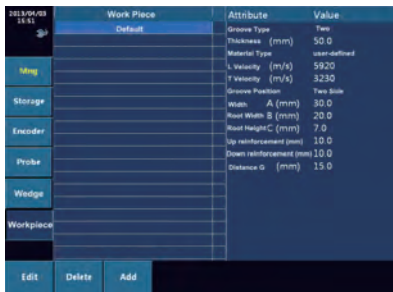 2013/04/03
15:51
Work Piece
Attribute Value
Default
Groove Type Two
Thickness (mm) 50.0
Material Type user-defined
L Velocity (m/s) 5920
T Velocity (m/s) 3230
Groove Position Two Side
Width A (mm) 30.0
Root Width B (mm) 20.0
Root Height C (mm) 7.0
Up reinforcement (mm) 10.0
Down reinforcement (mm) 10.0
Distance G (mm) 15.0
Mng
Storage
Encoder
Probe
Wedge
Workpiece
Edit Delete Add